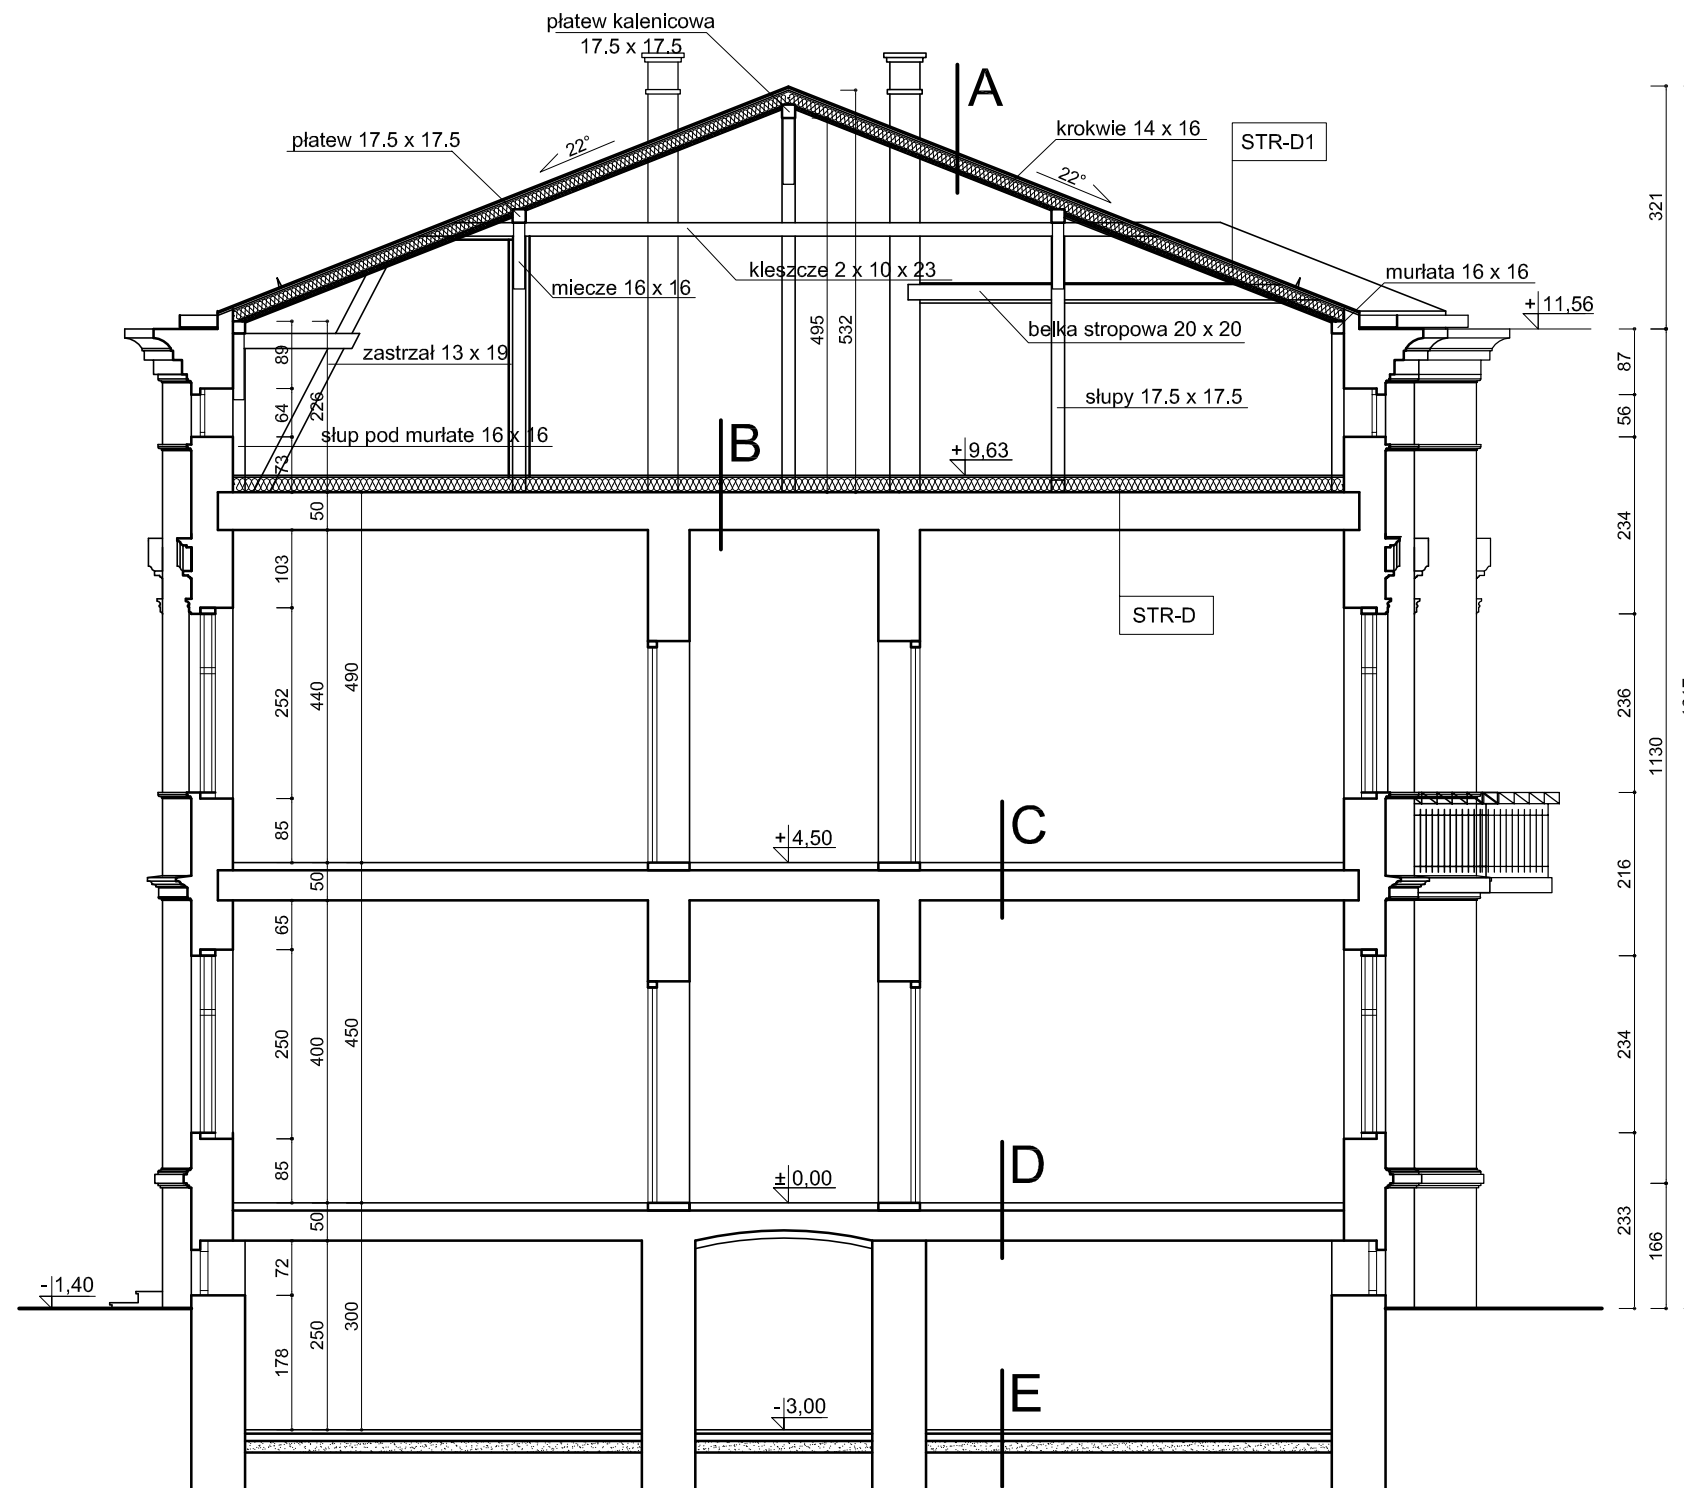 płatew kalenicowa
17.5 x 17.5
A
płatew 17.5 x 17.5
22°
krokwie 14 x 16
STR-D1
22°
321
kleszcze 2 x 10 x 23
murłata 16 x 16
miecze 16 x 16
+11,56
495
532
belka stropowa 20 x 20
89
zastrzał 13 x 19
87
64
226
słupy 17.5 x 17.5
56
słup pod murłate 16 x 16
B
+9,63
73
50
234
103
STR-D
252
440
490
236
1130
85
+4,50
C
50
216
65
250
400
450
234
85
±0,00
D
50
233
166
72
-1,40
178
250
300
-3,00
E